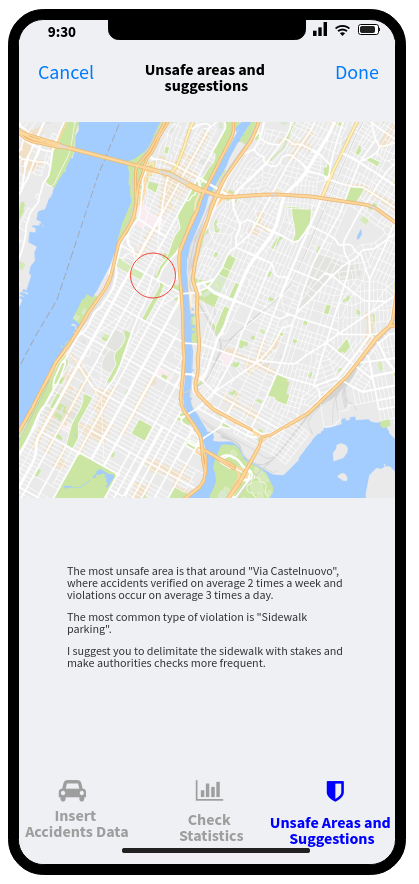 9:30
Cancel
Unsafe areas and
suggestions
Done
The most unsafe area is that around "Via Castelnuovo",
where accidents verified on average 2 times a week and
violations occur on average 3 times a day.
The most common type of violation is "Sidewalk
parking".
I suggest you to delimitate the sidewalk with stakes and
make authorities checks more frequent.
Insert
Accidents Data
Check
Statistics
Unsafe Areas and
Suggestions